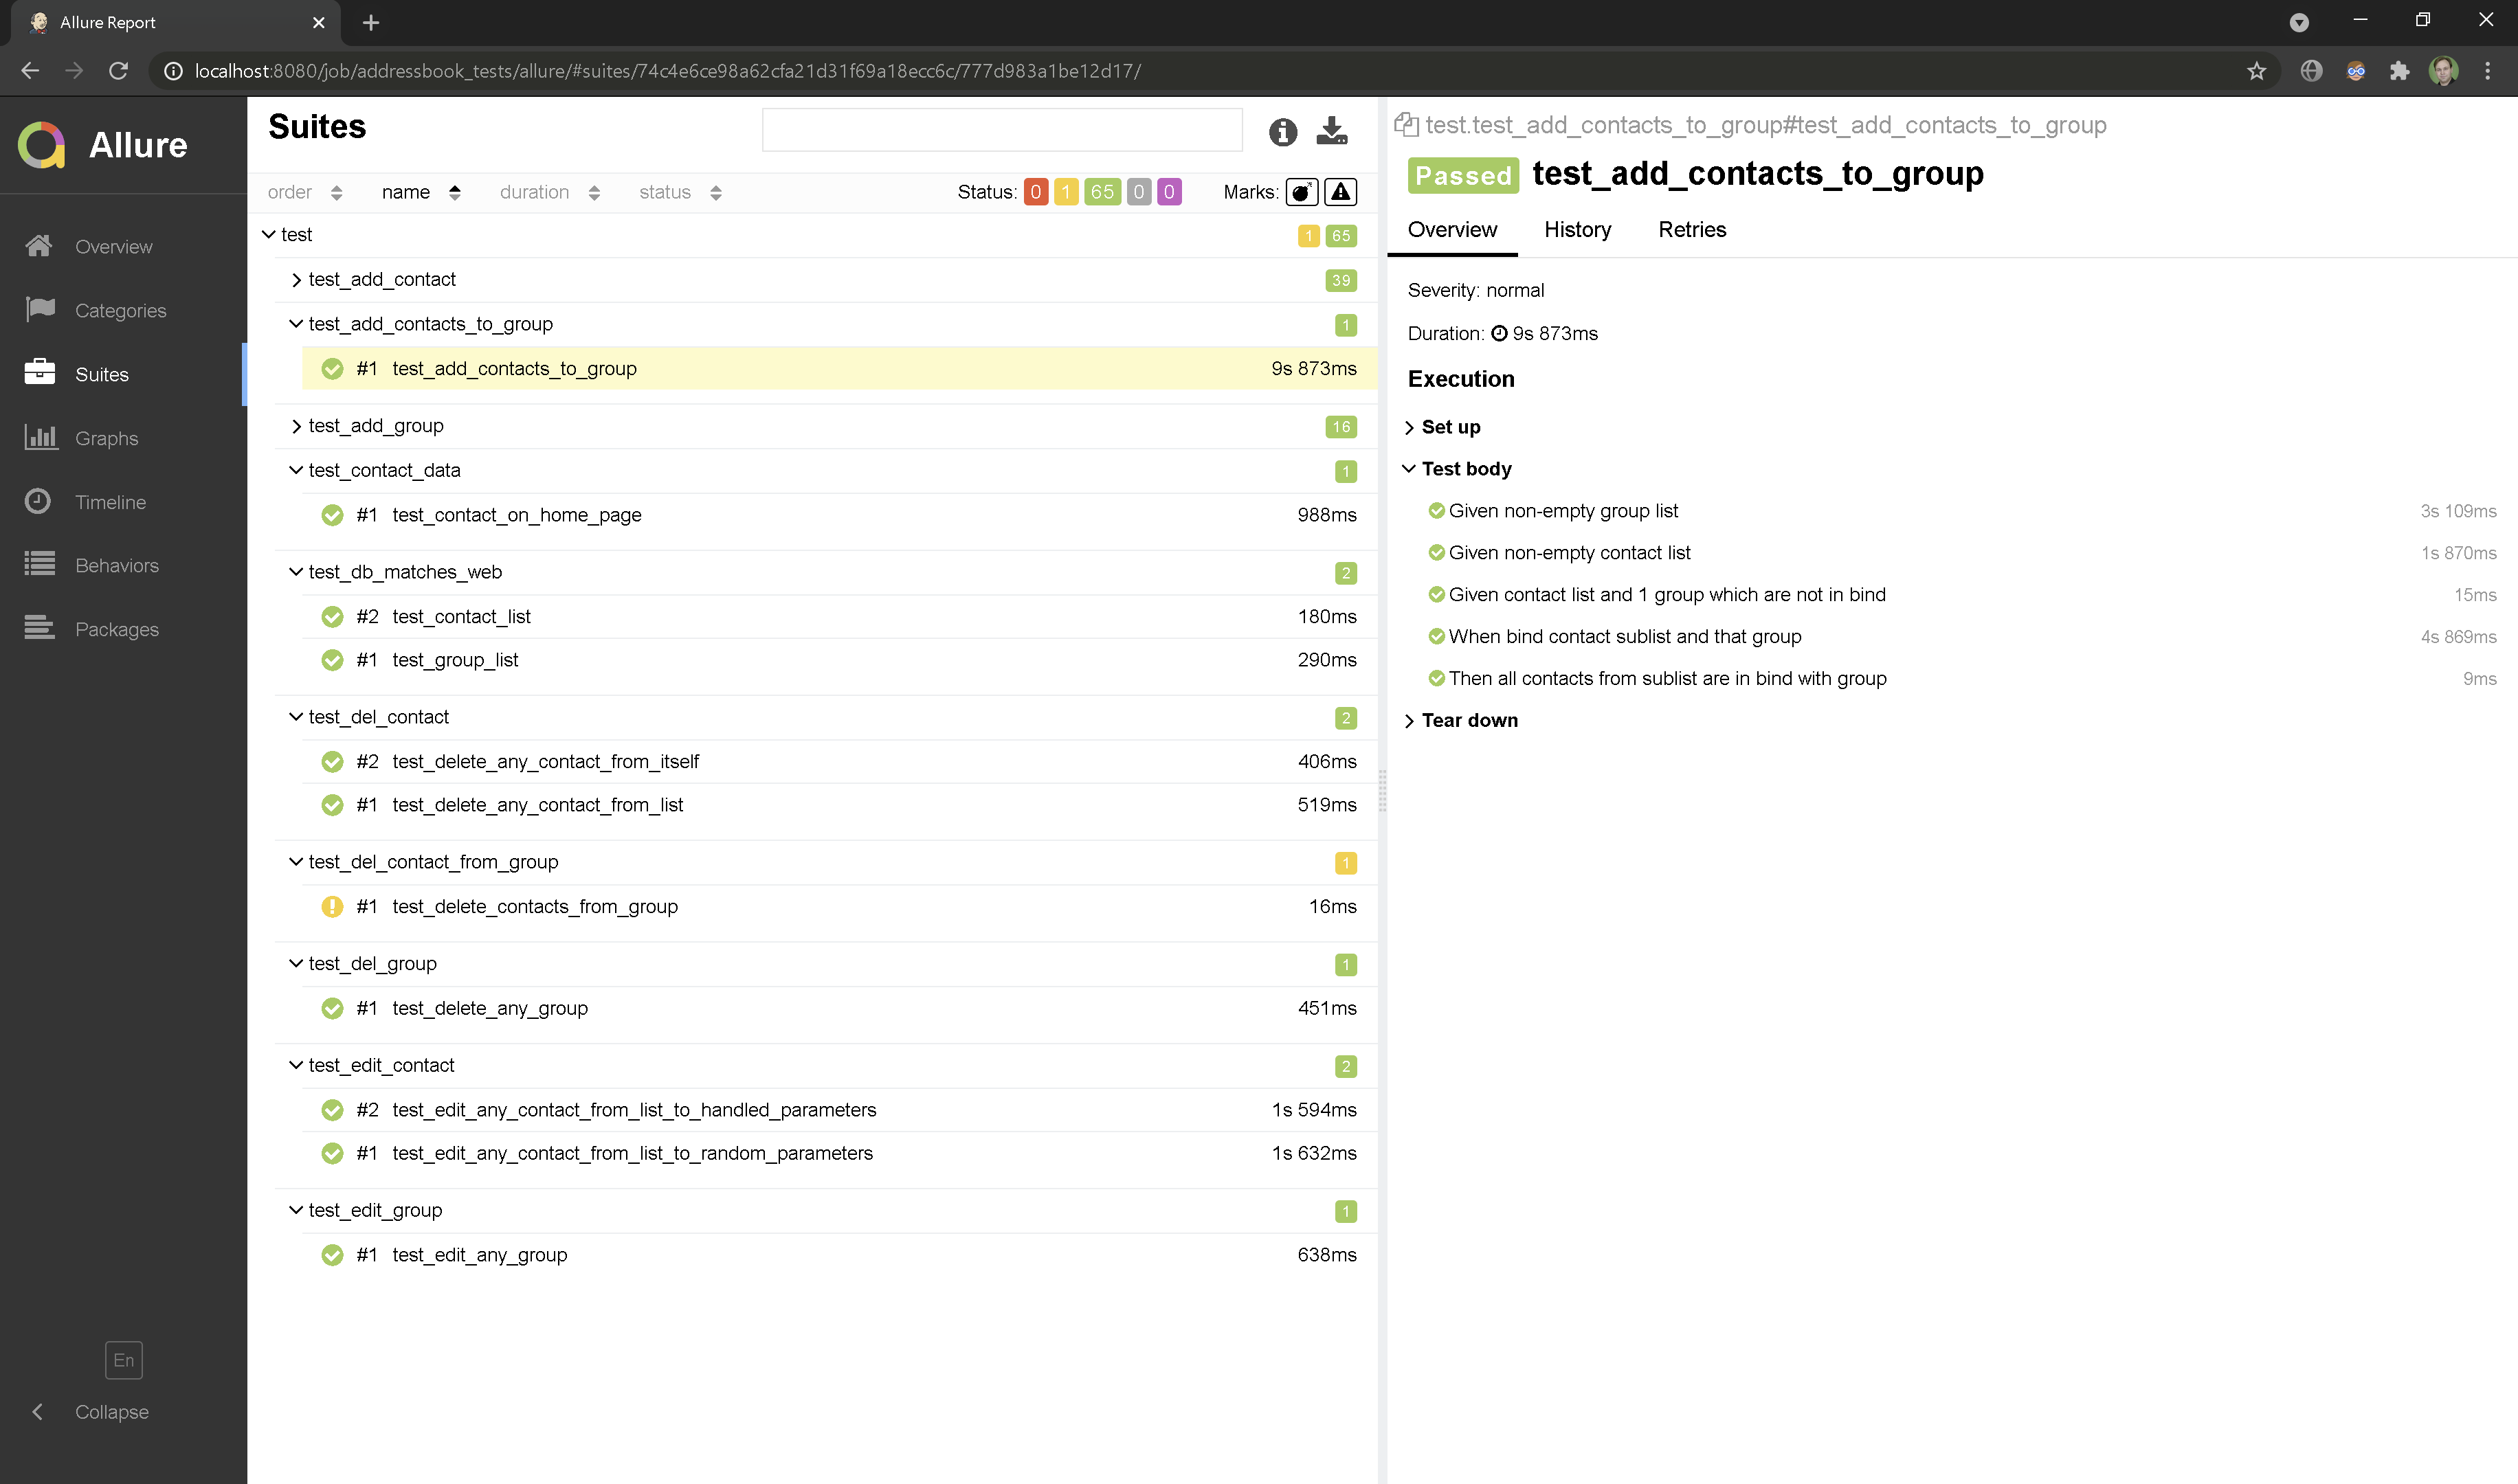 Allure Report
localhost:8080/job/addressbook_tests/allure/#suites/74c4e6ce98a62cfa21d31f69a18ecc6c/777d983a1be12d17/
Allure
Overview
Categories
Suites
Graphs
Timeline
Behaviors
Packages
En
Collapse
Suites
order name duration status Status: 0 1 65 0 0 Marks:
test 1 65
test_add_contact 39
test_add_contacts_to_group 1
#1 test_add_contacts_to_group 9s 873ms
test_add_group 16
test_contact_data 1
#1 test_contact_on_home_page 988ms
test_db_matches_web 2
#2 test_contact_list 180ms
#1 test_group_list 290ms
test_del_contact 2
#2 test_delete_any_contact_from_itself 406ms
#1 test_delete_any_contact_from_list 519ms
test_del_contact_from_group 1
#1 test_delete_contacts_from_group 16ms
test_del_group 1
#1 test_delete_any_group 451ms
test_edit_contact 2
#2 test_edit_any_contact_from_list_to_handled_parameters 1s 594ms
#1 test_edit_any_contact_from_list_to_random_parameters 1s 632ms
test_edit_group 1
#1 test_edit_any_group 638ms
test.test_add_contacts_to_group#test_add_contacts_to_group
Passed test_add_contacts_to_group
Overview History Retries
Severity: normal
Duration: 9s 873ms
Execution
Set up
Test body
Given non-empty group list 3s 109ms
Given non-empty contact list 1s 870ms
Given contact list and 1 group which are not in bind 15ms
When bind contact sublist and that group 4s 869ms
Then all contacts from sublist are in bind with group 9ms
Tear down